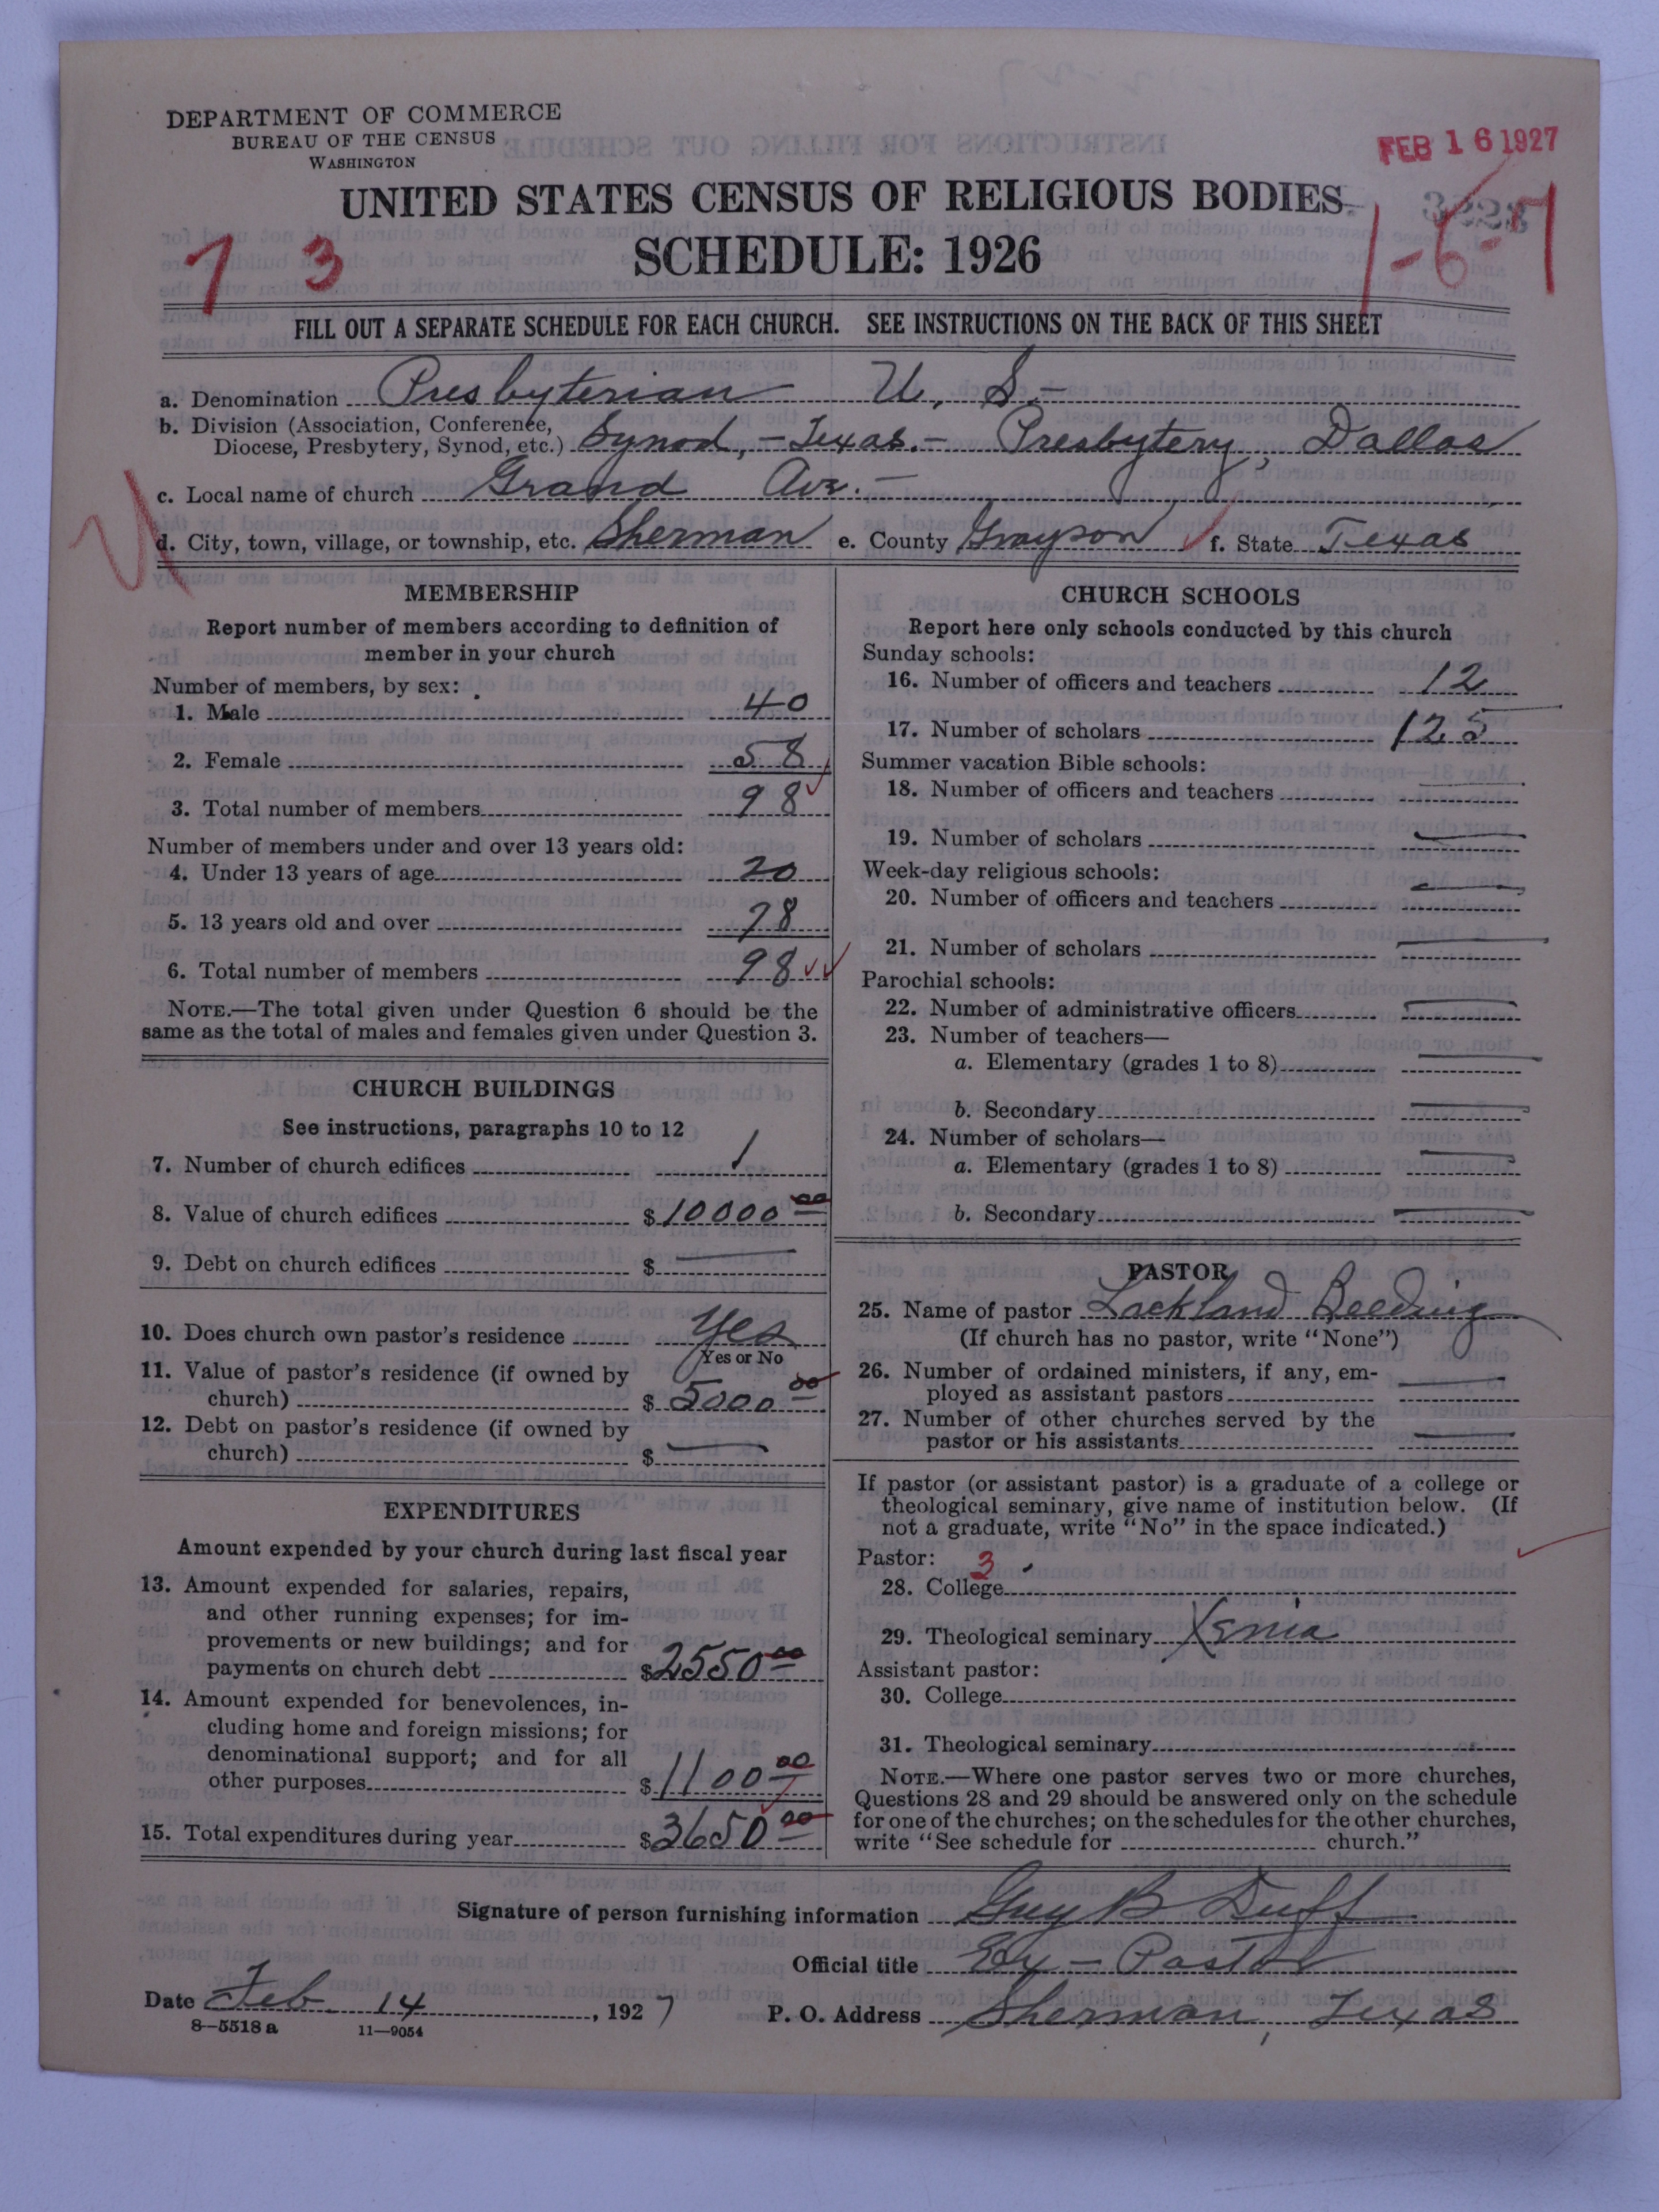 DEPARTMENT OF COMMERCE
BUREAU OF THE CENSUS
WASHINGTON
FEB 16 1927
UNITED STATES CENSUS OF RELIGIOUS BODIES
SCHEDULE: 1926
7 3
1-6-7
FILL OUT A SEPARATE SCHEDULE FOR EACH CHURCH. SEE INSTRUCTIONS ON THE BACK OF THIS SHEET
a. Denomination Presbyterian U. S.-
b. Division (Association, Conference,
Diocese, Presbytery, Synod, etc.) Synod, - Texas. - Presbytery, Dallas
c. Local name of church Grand Ave. -
d. City, town, village, or township, etc. Sherman e. County Grayson f. State Texas
MEMBERSHIP
Report number of members according to definition of
member in your church
Number of members, by sex:
1. Male 40
2. Female 58
3. Total number of members 98
Number of members under and over 13 years old:
4. Under 13 years of age 20
5. 13 years old and over 78
6. Total number of members 98
NOTE.—The total given under Question 6 should be the
same as the total of males and females given under Question 3.
CHURCH BUILDINGS
See instructions, paragraphs 10 to 12
7. Number of church edifices 1
8. Value of church edifices $ 10000 00
9. Debt on church edifices $ —
10. Does church own pastor's residence Yes
Yes or No
11. Value of pastor's residence (if owned by
church) $ 5000 00
12. Debt on pastor's residence (if owned by
church) $ —
EXPENDITURES
Amount expended by your church during last fiscal year
13. Amount expended for salaries, repairs,
and other running expenses; for im-
provements or new buildings; and for
payments on church debt $ 2550 00
14. Amount expended for benevolences, in-
cluding home and foreign missions; for
denominational support; and for all
other purposes $ 1100 00
15. Total expenditures during year $ 3650 00
CHURCH SCHOOLS
Report here only schools conducted by this church
Sunday schools:
16. Number of officers and teachers 12
17. Number of scholars 125
Summer vacation Bible schools:
18. Number of officers and teachers —
19. Number of scholars —
Week-day religious schools:
20. Number of officers and teachers —
21. Number of scholars —
Parochial schools:
22. Number of administrative officers —
23. Number of teachers—
a. Elementary (grades 1 to 8) —
b. Secondary —
24. Number of scholars—
a. Elementary (grades 1 to 8) —
b. Secondary —
PASTOR
25. Name of pastor Lackland Beeding
(If church has no pastor, write "None")
26. Number of ordained ministers, if any, em-
ployed as assistant pastors —
27. Number of other churches served by the
pastor or his assistants —
If pastor (or assistant pastor) is a graduate of a college or
theological seminary, give name of institution below. (If
not a graduate, write "No" in the space indicated.)
Pastor: 3
28. College
29. Theological seminary Xenia
Assistant pastor:
30. College
31. Theological seminary
NOTE.—Where one pastor serves two or more churches,
Questions 28 and 29 should be answered only on the schedule
for one of the churches; on the schedules for the other churches,
write "See schedule for church."
Signature of person furnishing information Guy B Duff
Official title Ex - Pastor
Date Feb. 14, 1927 P. O. Address Sherman, Texas
8—5518 a 11—9054